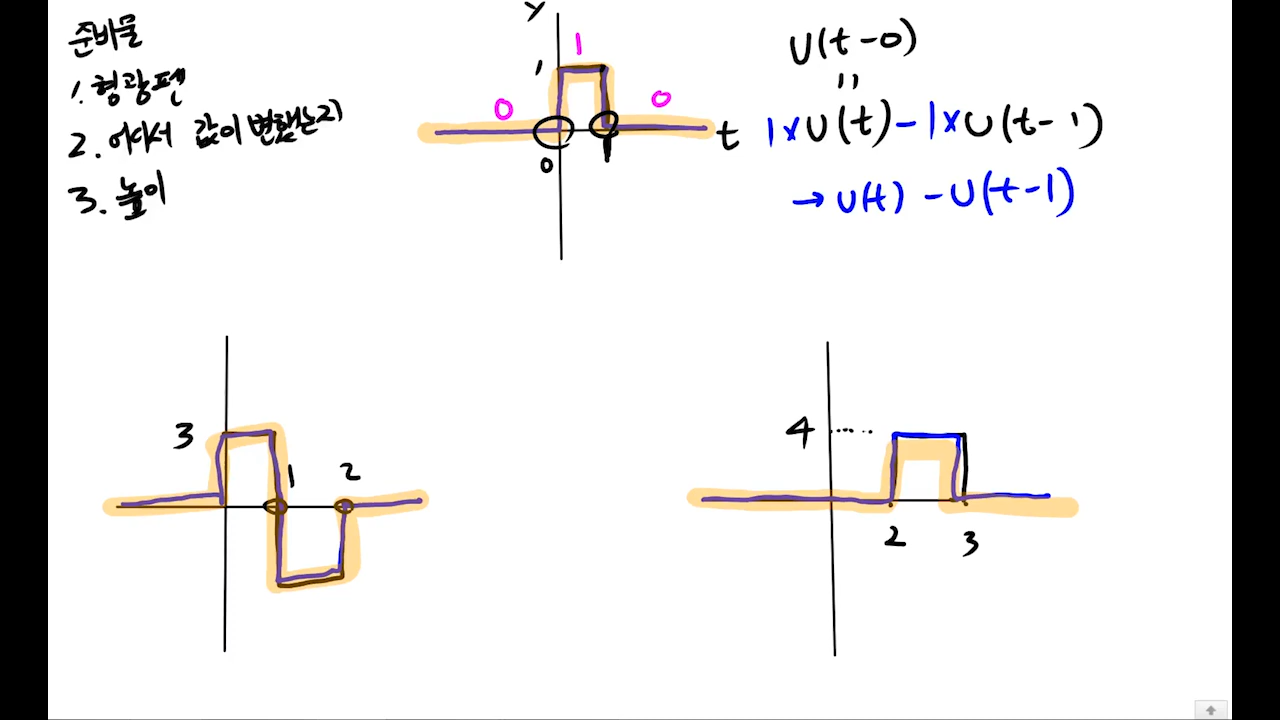 준비물
1. 형광펜
2. 어디서 값이 변했는지
3. 높이
y
1
1
0
0
0
1
t
U(t-0)
"
1×U(t)-1×U(t-1)
→ U(t) - U(t-1)
3
1
2
4
2
3